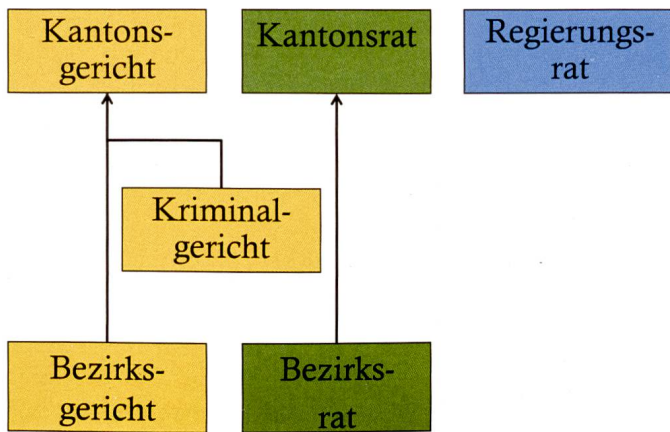 Kantons-
gericht
Kantonsrat
Regierungs-
rat
Kriminal-
gericht
Bezirks-
gericht
Bezirks-
rat